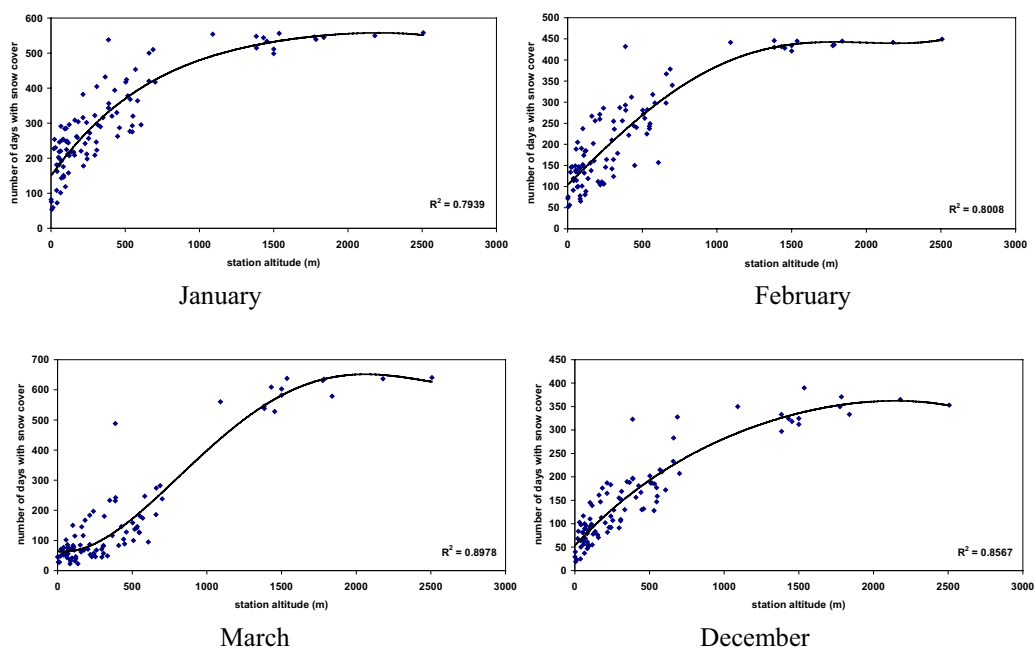 600
500
400
300
200
100
0
number of days with snow cover
0 500 1000 1500 2000 2500 3000
station altitude (m)
R² = 0.7939
January
450
400
350
300
250
200
150
100
50
0
number of days with snow cover
0 500 1000 1500 2000 2500 3000
station altitude (m)
R² = 0.8008
February
700
600
500
400
300
200
100
0
number of days with snow cover
0 500 1000 1500 2000 2500 3000
station altitude (m)
R² = 0.8978
March
450
400
350
300
250
200
150
100
50
0
number of days with snow cover
0 500 1000 1500 2000 2500 3000
station altitude (m)
R² = 0.8567
December